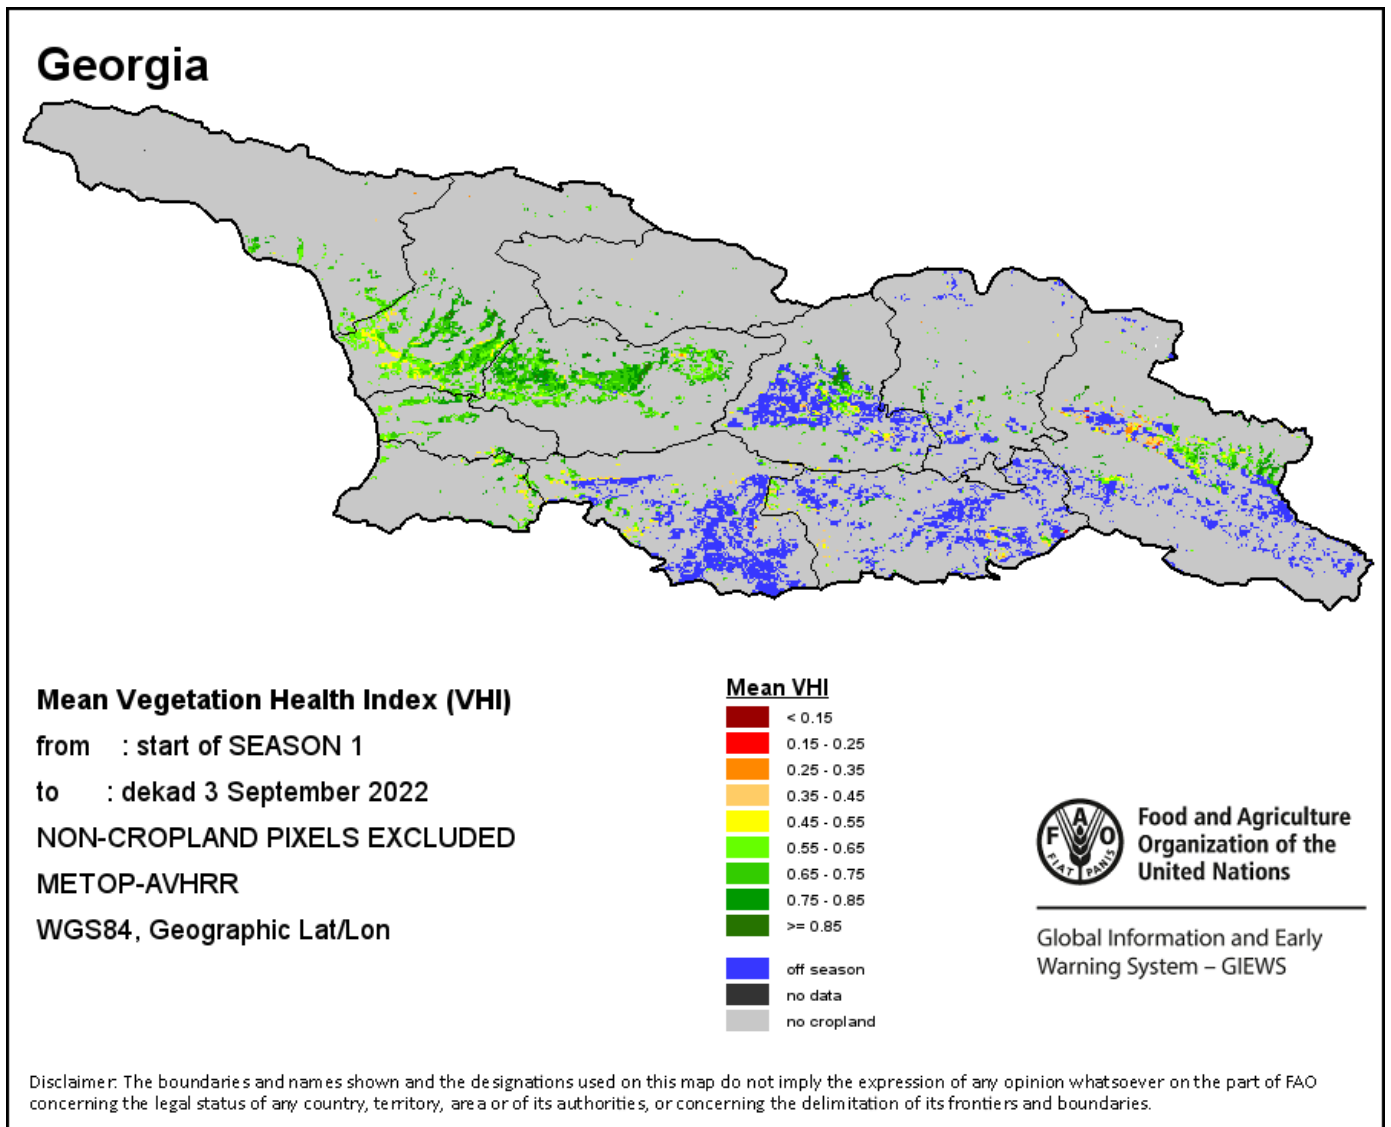 Georgia
Mean Vegetation Health Index (VHI)
from : start of SEASON 1
to : dekad 3 September 2022
NON-CROPLAND PIXELS EXCLUDED
METOP-AVHRR
WGS84, Geographic Lat/Lon
Mean VHI
< 0.15
0.15 - 0.25
0.25 - 0.35
0.35 - 0.45
0.45 - 0.55
0.55 - 0.65
0.65 - 0.75
0.75 - 0.85
>= 0.85
off season
no data
no cropland
F A O
FIAT PANIS
Food and Agriculture
Organization of the
United Nations
Global Information and Early
Warning System – GIEWS
Disclaimer: The boundaries and names shown and the designations used on this map do not imply the expression of any opinion whatsoever on the part of FAO
concerning the legal status of any country, territory, area or of its authorities, or concerning the delimitation of its frontiers and boundaries.